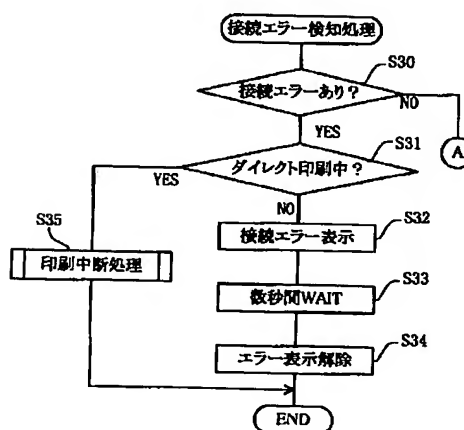 接続エラー検知処理
S30
接続エラーあり？
NO
YES
A
S31
ダイレクト印刷中？
YES
NO
S35
印刷中断処理
S32
接続エラー表示
S33
数秒間WAIT
S34
エラー表示解除
END